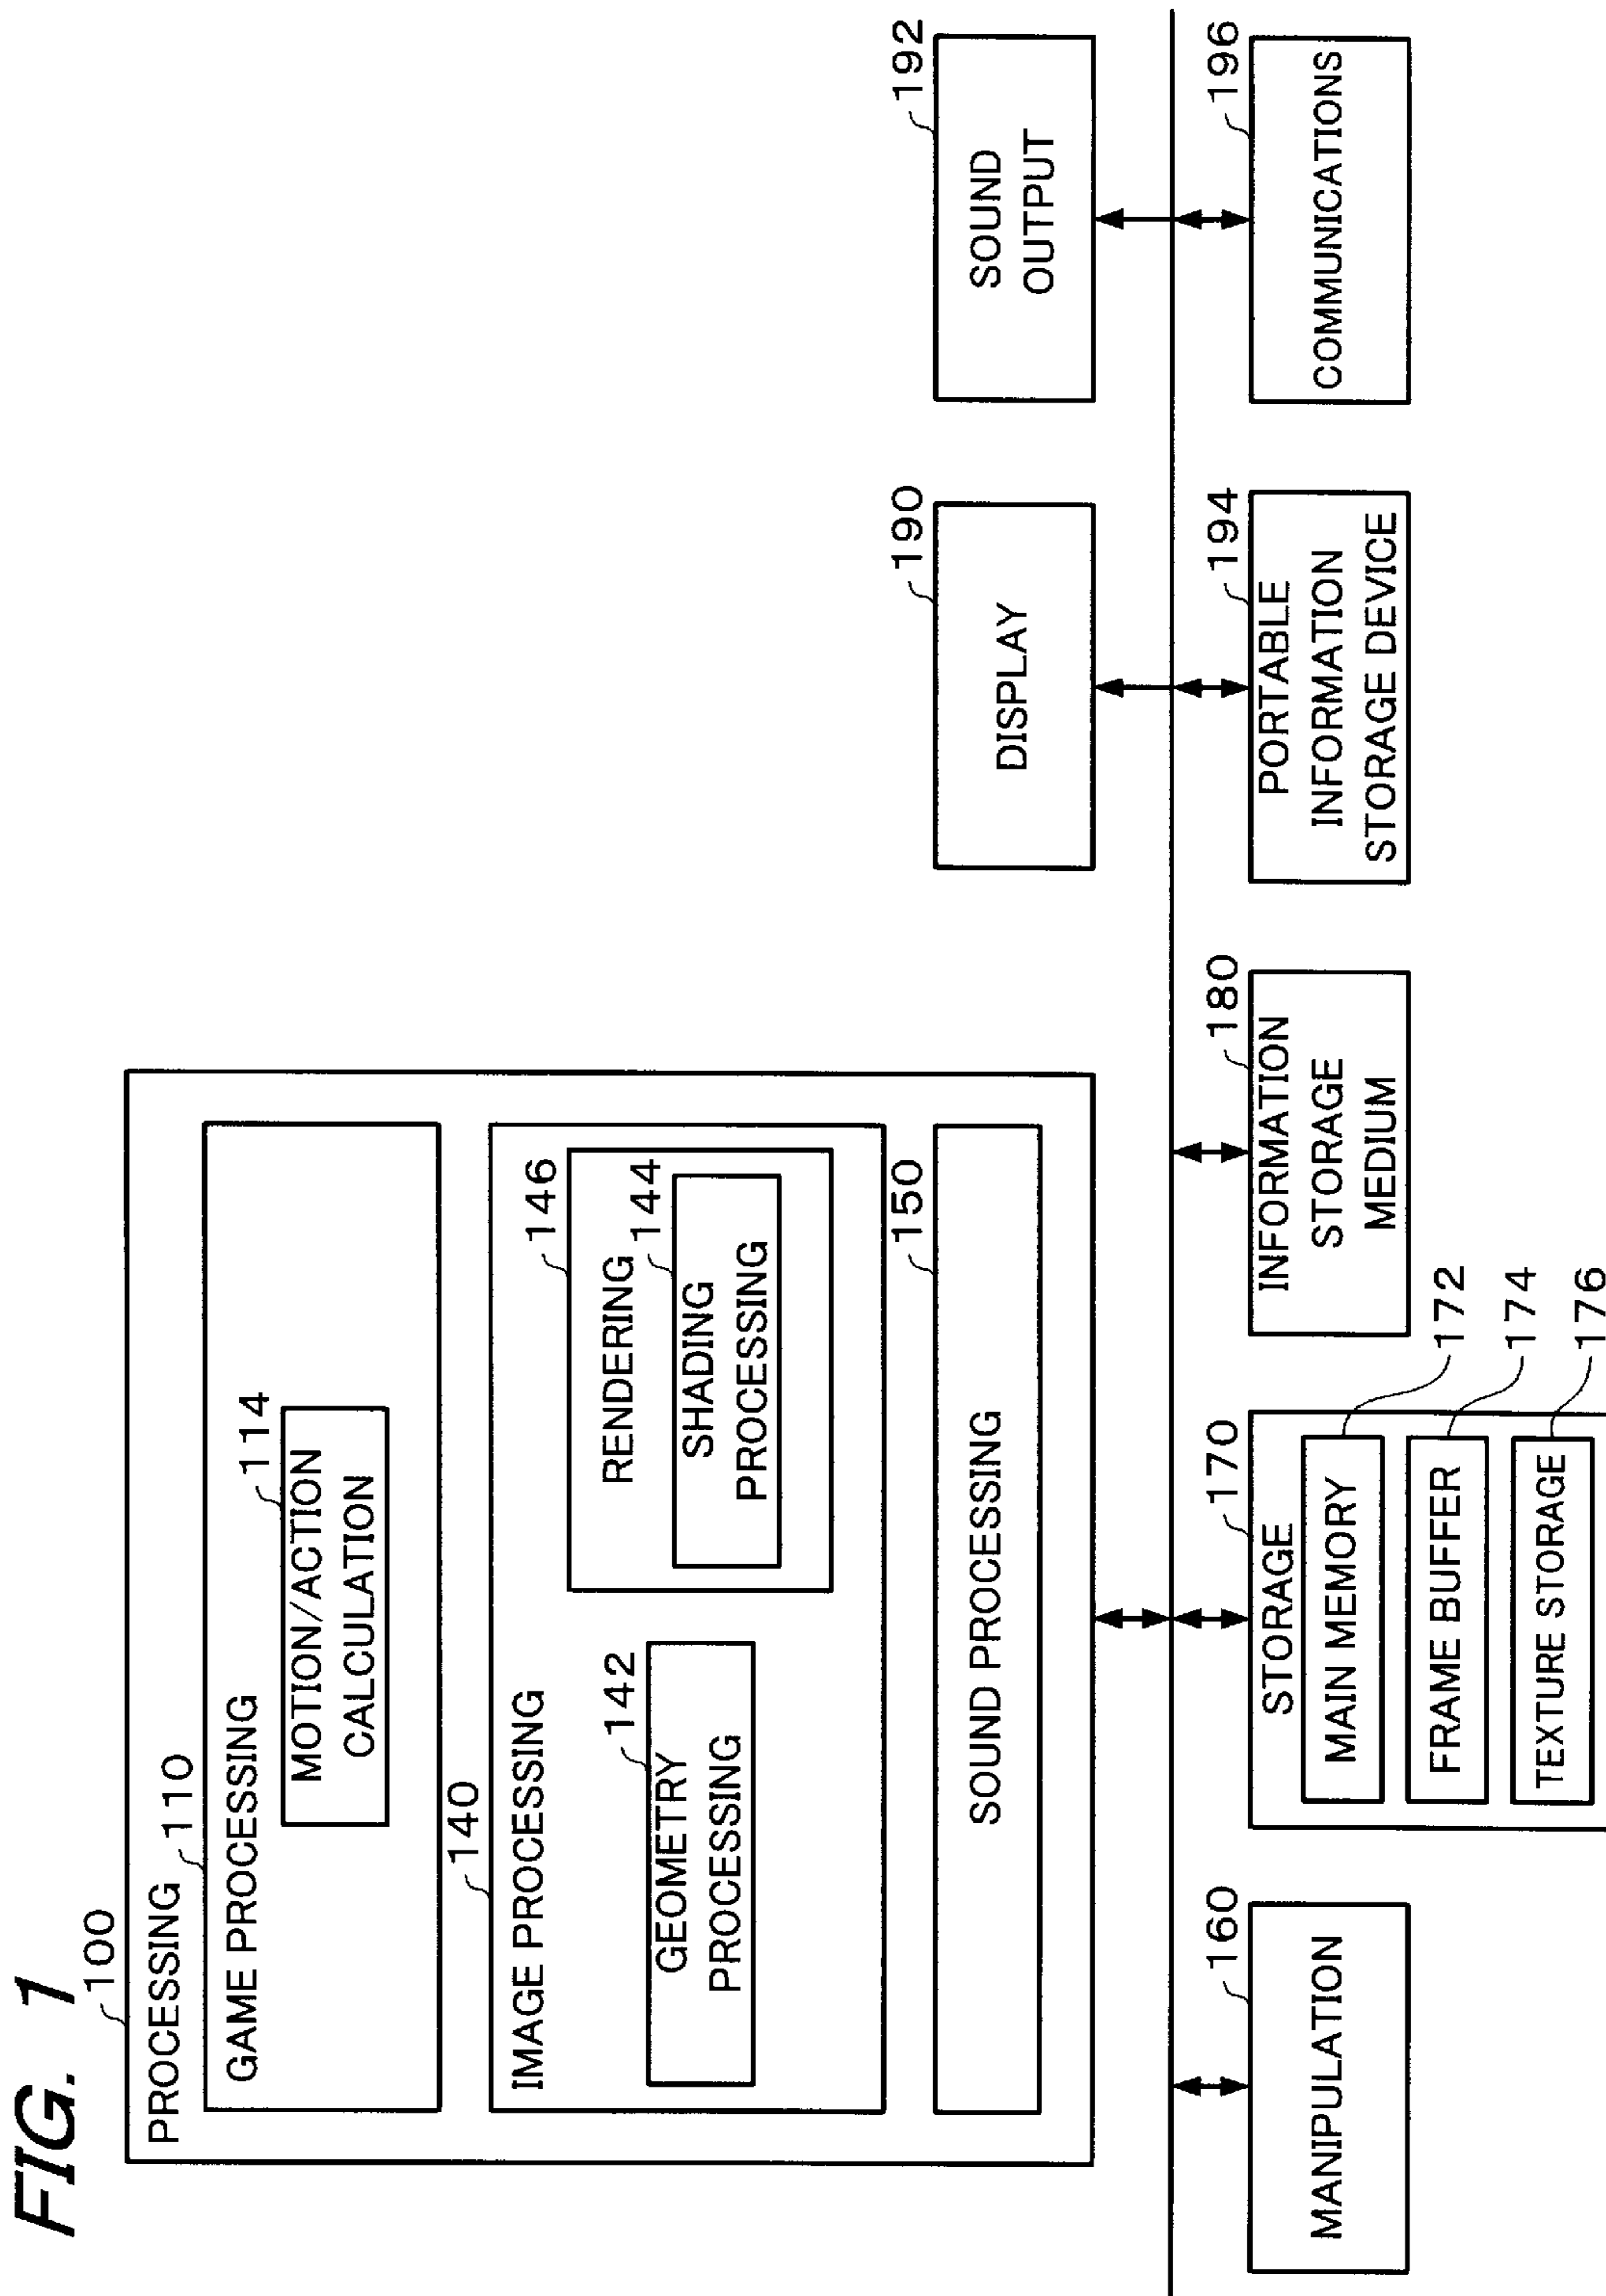 FIG. 1
100
PROCESSING
110
GAME PROCESSING
114
MOTION/ACTION
CALCULATION
140
IMAGE PROCESSING
142
GEOMETRY
PROCESSING
146
RENDERING
144
SHADING
PROCESSING
150
SOUND PROCESSING
190
DISPLAY
192
SOUND
OUTPUT
160
MANIPULATION
170
STORAGE
MAIN MEMORY
172
FRAME BUFFER
174
TEXTURE STORAGE
176
180
INFORMATION
STORAGE
MEDIUM
194
PORTABLE
INFORMATION
STORAGE DEVICE
196
COMMUNICATIONS